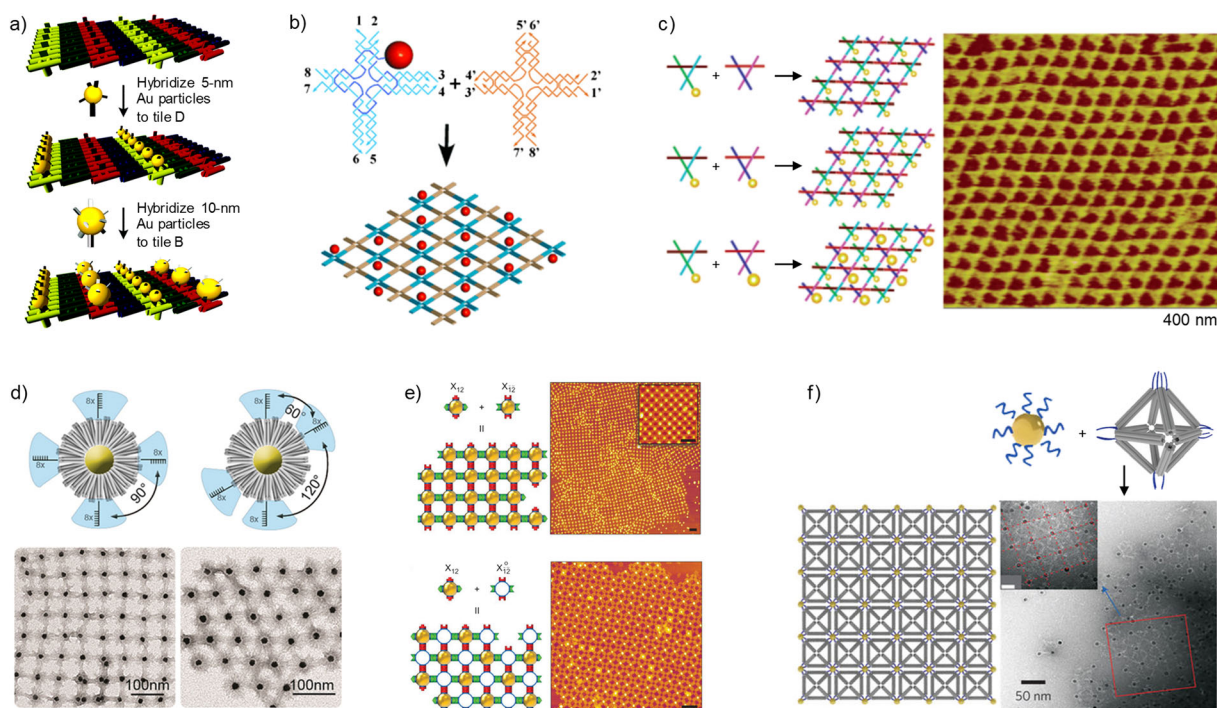 a)
Hybridize 5-nm
Au particles
to tile D
Hybridize 10-nm
Au particles
to tile B
b)
1 2
8
7
3
4
6 5
+
5' 6'
4'
3'
2'
1'
7' 8'
c)
+
+
+
400 nm
d)
8x
8x
8x
8x
90°
8x
60°
8x
120°
8x
8x
100nm
100nm
e)
X12 + X12
=
X12 + X12
=
f)
+
50 nm